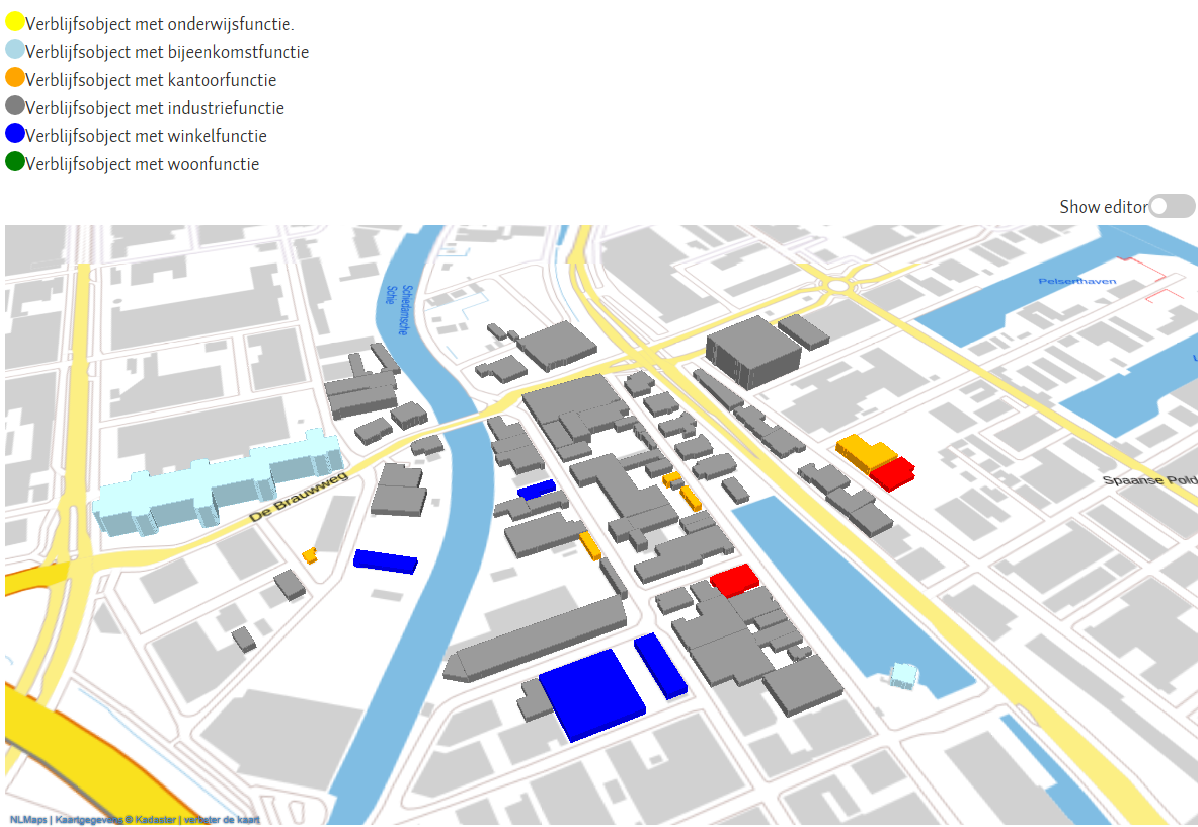 Verblijfsobject met onderwijsfunctie.
Verblijfsobject met bijeenkomstfunctie
Verblijfsobject met kantoorfunctie
Verblijfsobject met industriefunctie
Verblijfsobject met winkelfunctie
Verblijfsobject met woonfunctie
Show editor
Pelserthaven
Schiedamsche
Schie
De Brauwweg
Spaanse Pold
NLMaps | Kaartgegevens © Kadaster | verbeter de kaart